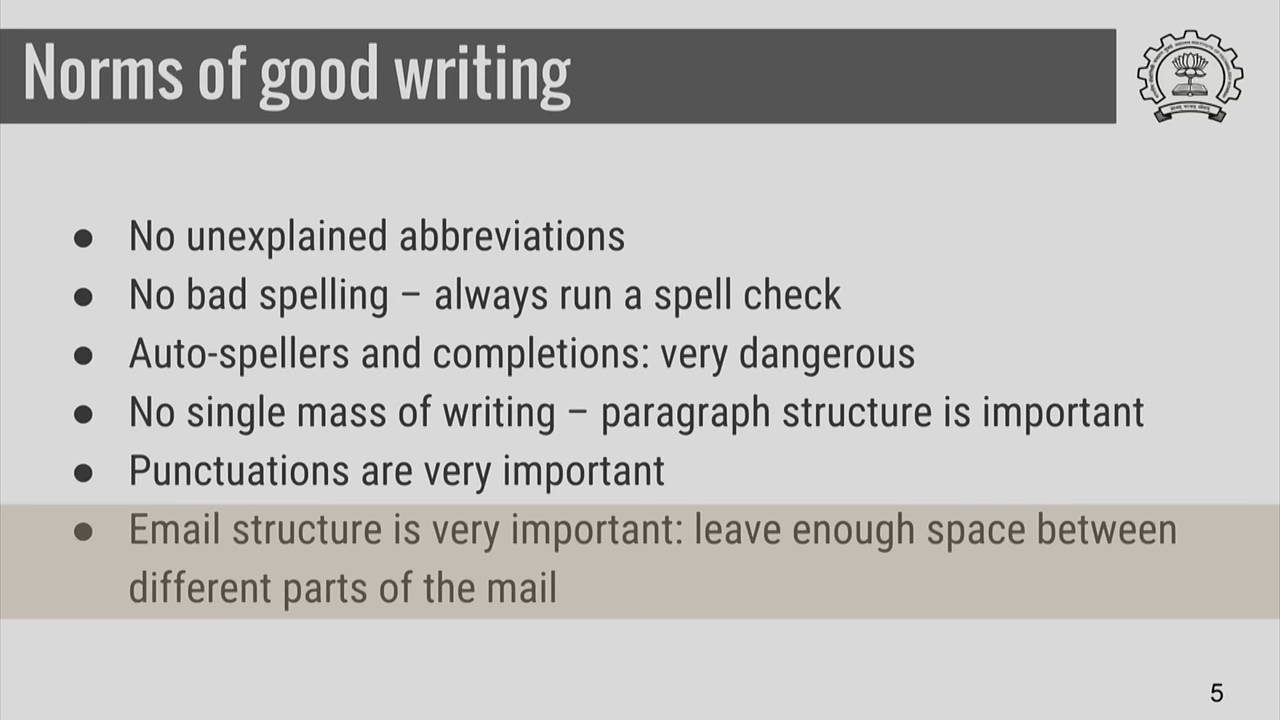 Norms of good writing
● No unexplained abbreviations
● No bad spelling – always run a spell check
● Auto-spellers and completions: very dangerous
● No single mass of writing – paragraph structure is important
● Punctuations are very important
● Email structure is very important: leave enough space between
different parts of the mail
5